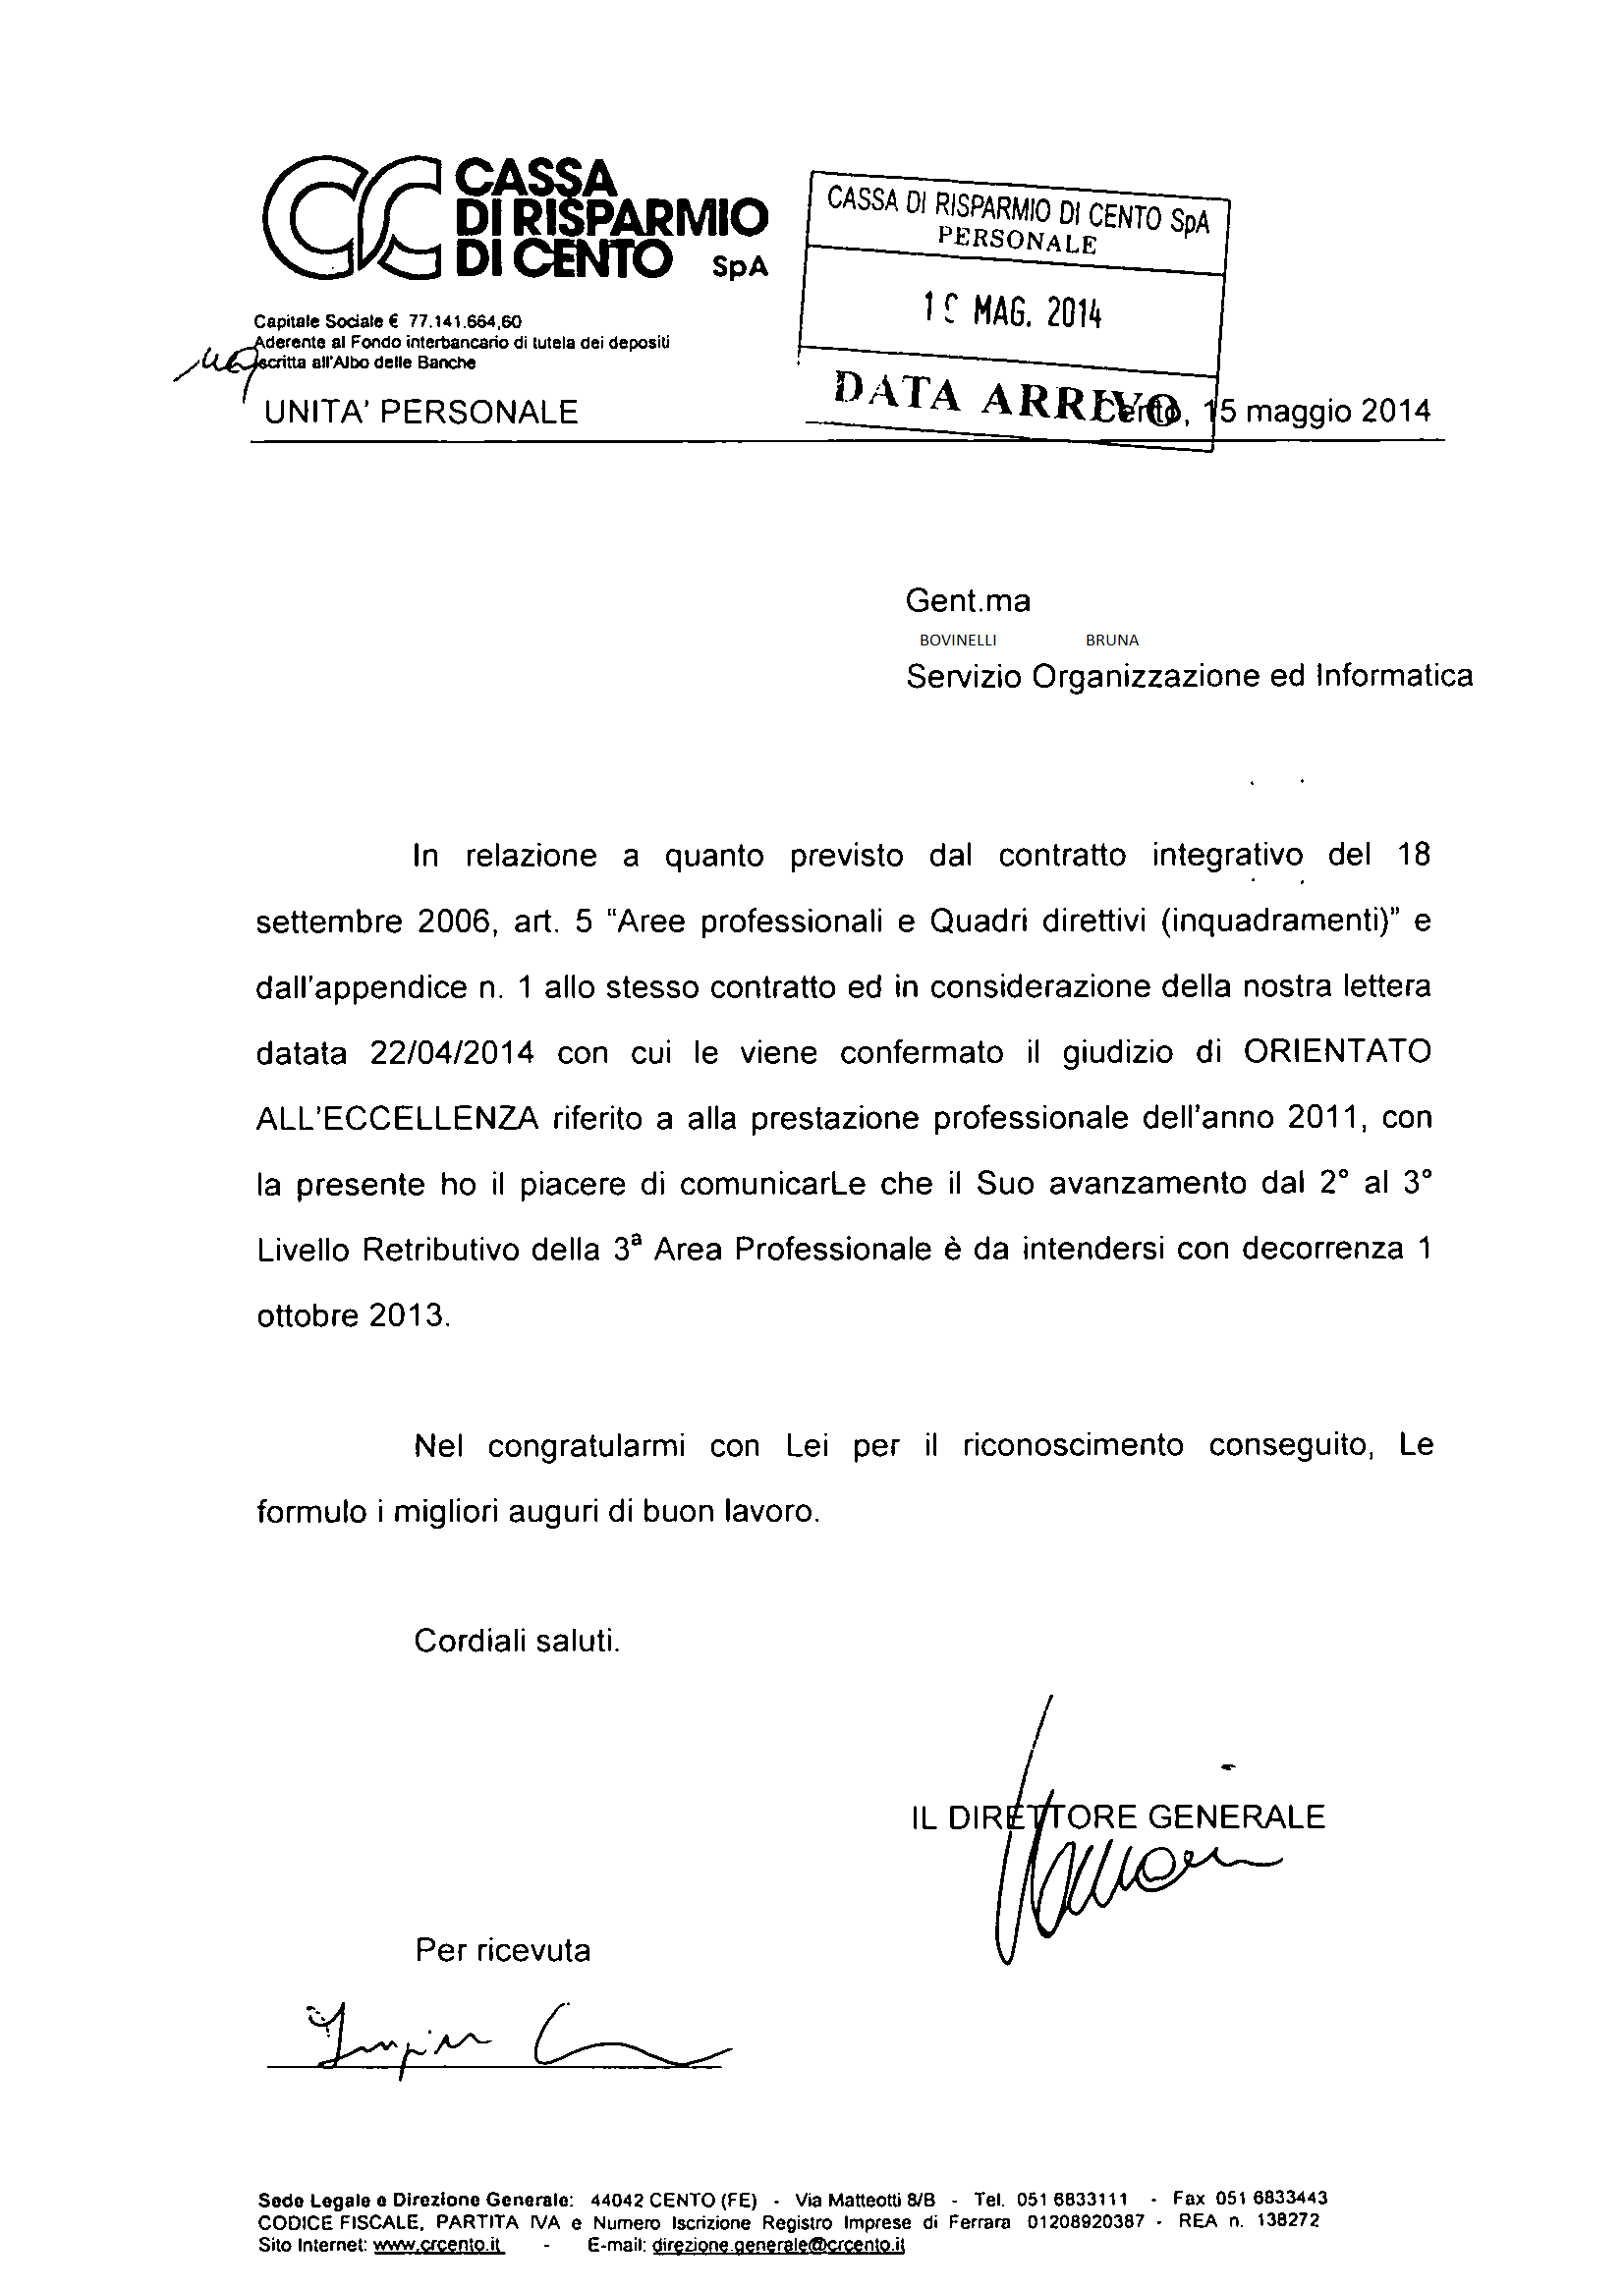 CASSA
DI RISPARMIO
DI CENTO SpA
CASSA DI RISPARMIO DI CENTO SpA
PERSONALE
MAG. 2014
DATA ARRIVO
Capitale Sociale € 77.141.664,60
Aderente al Fondo interbancario di tutela dei depositi
Iscritta all'Albo delle Banche
UNITA' PERSONALE
Cento, 15 maggio 2014
Gent.ma
BOVINELLI BRUNA
Servizio Organizzazione ed Informatica
In relazione a quanto previsto dal contratto integrativo del 18
settembre 2006, art. 5 "Aree professionali e Quadri direttivi (inquadramenti)" e
dall'appendice n. 1 allo stesso contratto ed in considerazione della nostra lettera
datata 22/04/2014 con cui le viene confermato il giudizio di ORIENTATO
ALL'ECCELLENZA riferito a alla prestazione professionale dell'anno 2011, con
la presente ho il piacere di comunicarLe che il Suo avanzamento dal 2° al 3°
Livello Retributivo della 3ª Area Professionale è da intendersi con decorrenza 1
ottobre 2013.
Nel congratularmi con Lei per il riconoscimento conseguito, Le
formulo i migliori auguri di buon lavoro.
Cordiali saluti.
IL DIRETTORE GENERALE
Per ricevuta
Sede Legale e Direzione Generale: 44042 CENTO (FE) - Via Matteotti 8/B - Tel. 051 6833111 - Fax 051 6833443
CODICE FISCALE, PARTITA IVA e Numero Iscrizione Registro Imprese di Ferrara 01208920387 - REA n. 138272
Sito Internet: www.crcento.it - E-mail: direzione.generale@crcento.it